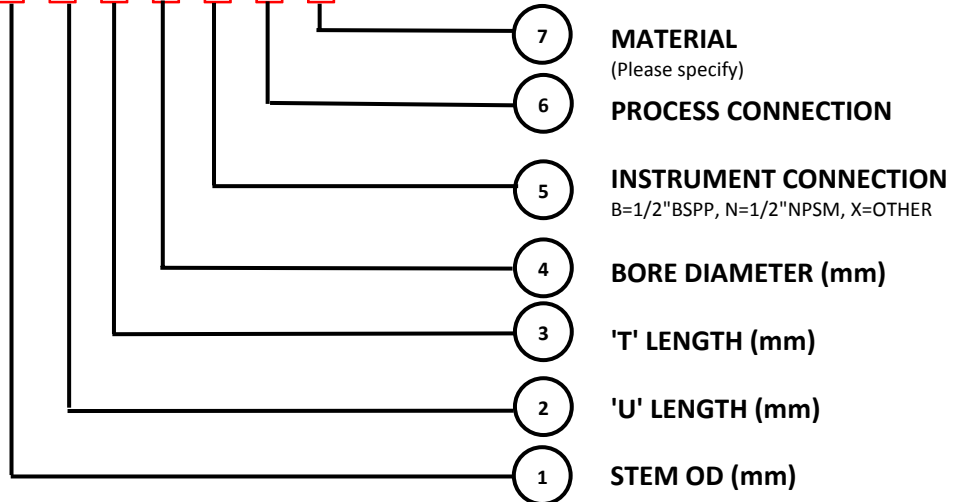 7 MATERIAL
(Please specify)
6 PROCESS CONNECTION
5 INSTRUMENT CONNECTION
B=1/2"BSPP, N=1/2"NPSM, X=OTHER
4 BORE DIAMETER (mm)
3 'T' LENGTH (mm)
2 'U' LENGTH (mm)
1 STEM OD (mm)